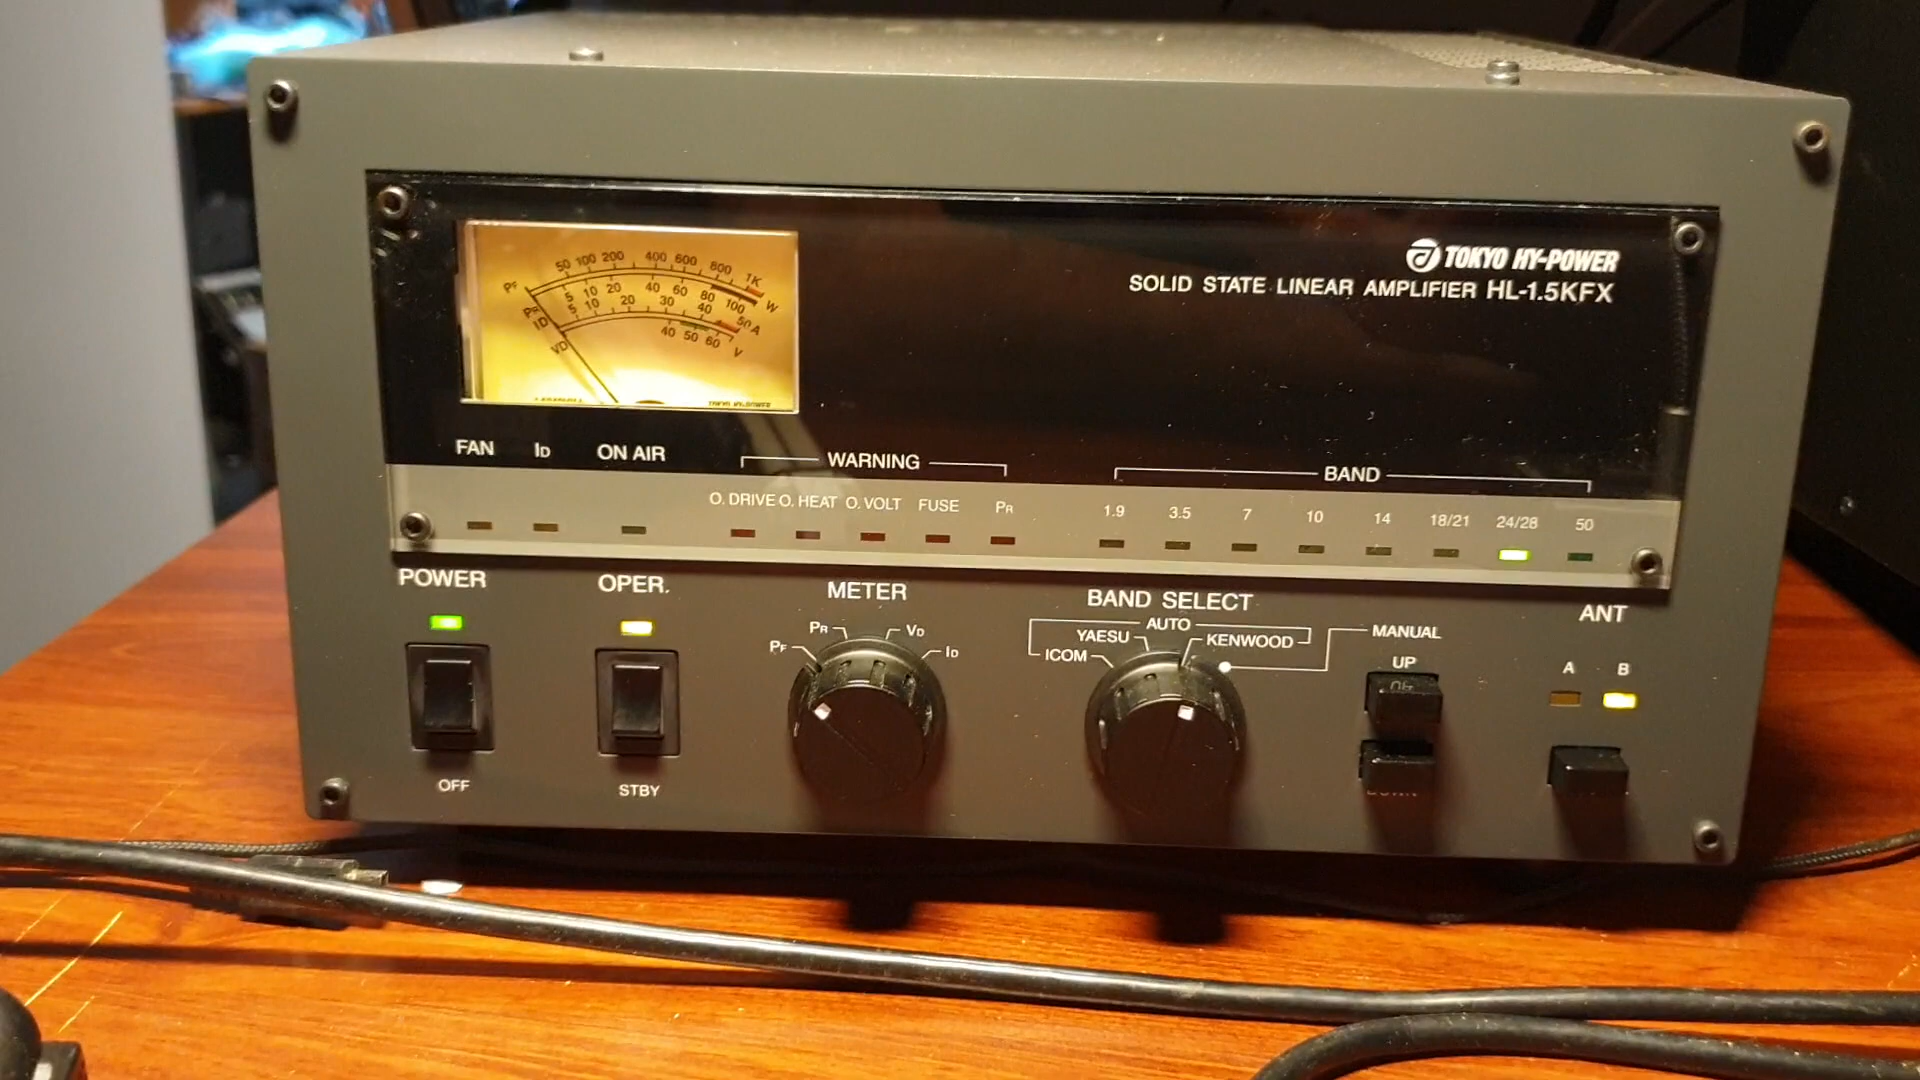 TOKYO HY-POWER
SOLID STATE LINEAR AMPLIFIER HL-1.5KFX
50 100 200 400 600 800 1K
PF
5 10 20 40 60 80 100 W
PR
5 10 20 30 40 50 A
ID
40 50 60 V
VD
TOKYO HY-POWER
FAN ID ON AIR WARNING BAND
O. DRIVE O. HEAT O. VOLT FUSE PR 1.9 3.5 7 10 14 18/21 24/28 50
POWER OPER. METER BAND SELECT ANT
PF PR VD ID
AUTO
ICOM YAESU KENWOOD MANUAL
UP
A B
OFF STBY
DOWN